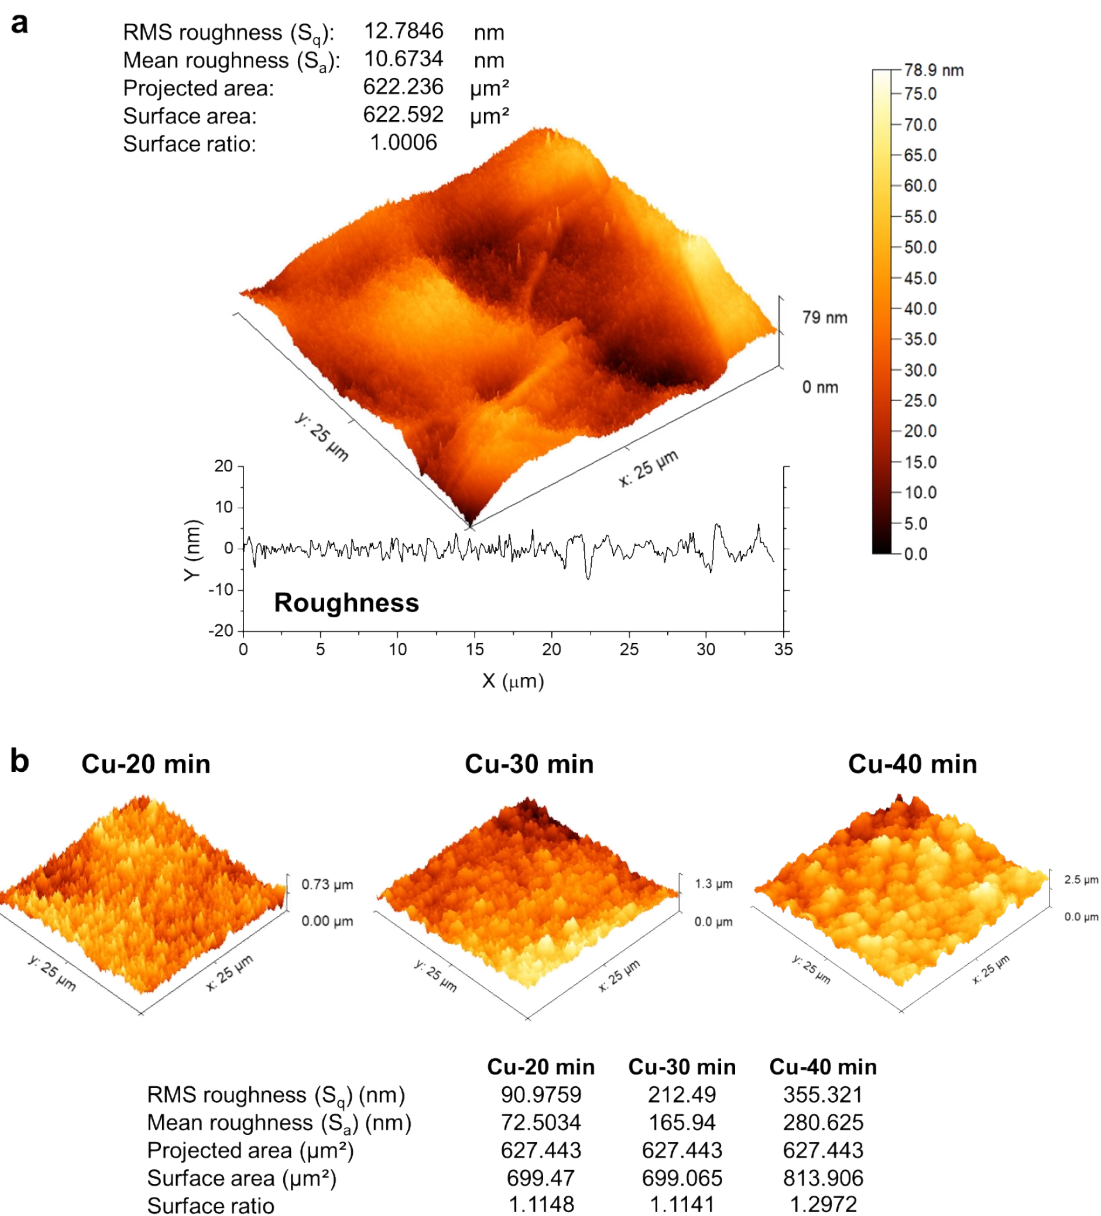 a
RMS roughness (Sq): 12.7846 nm
Mean roughness (Sa): 10.6734 nm
Projected area: 622.236 µm²
Surface area: 622.592 µm²
Surface ratio: 1.0006
78.9 nm
75.0
70.0
65.0
60.0
55.0
50.0
45.0
40.0
35.0
30.0
25.0
20.0
15.0
10.0
5.0
0.0
79 nm
0 nm
y: 25 µm
x: 25 µm
20
10
0
-10
-20
Y (nm)
Roughness
0 5 10 15 20 25 30 35
X (µm)
b
Cu-20 min Cu-30 min Cu-40 min
0.73 µm
0.00 µm
y: 25 µm
x: 25 µm
1.3 µm
0.0 µm
y: 25 µm
x: 25 µm
2.5 µm
0.0 µm
y: 25 µm
x: 25 µm
Cu-20 min Cu-30 min Cu-40 min
RMS roughness (Sq) (nm) 90.9759 212.49 355.321
Mean roughness (Sa) (nm) 72.5034 165.94 280.625
Projected area (µm²) 627.443 627.443 627.443
Surface area (µm²) 699.47 699.065 813.906
Surface ratio 1.1148 1.1141 1.2972